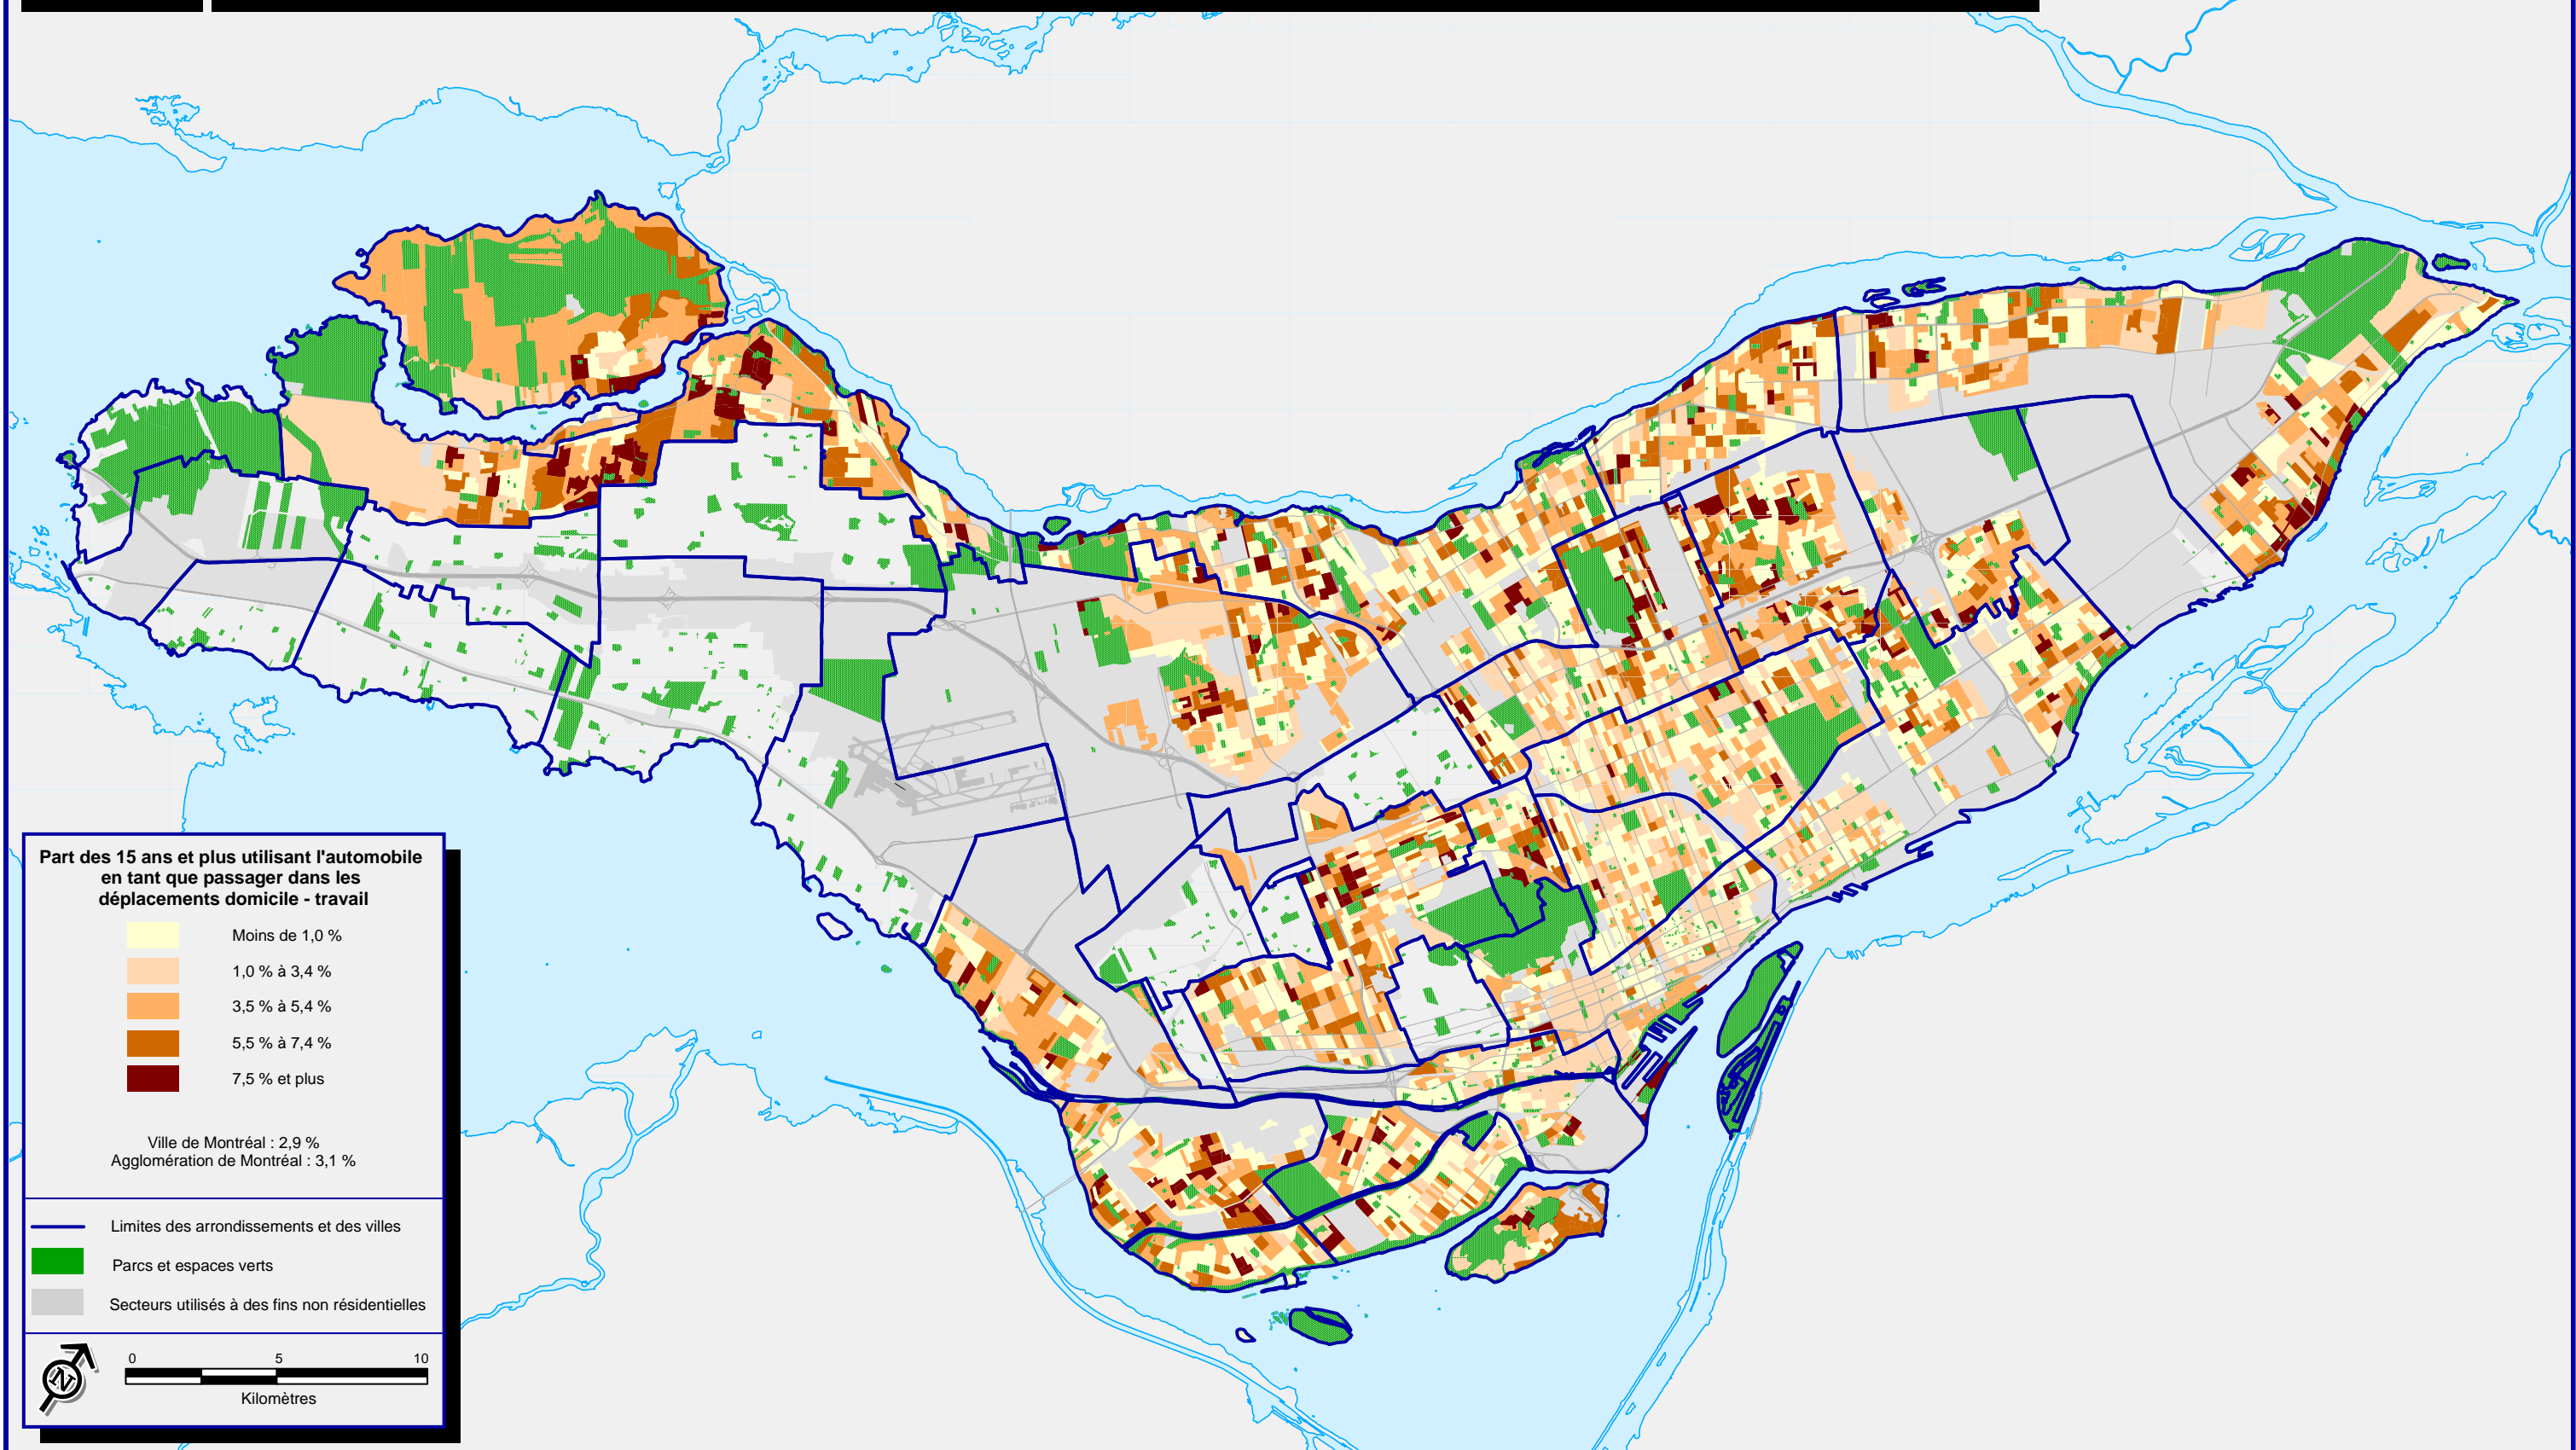 Part des 15 ans et plus utilisant l'automobile
en tant que passager dans les
déplacements domicile - travail
Moins de 1,0 %
1,0 % à 3,4 %
3,5 % à 5,4 %
5,5 % à 7,4 %
7,5 % et plus
Ville de Montréal : 2,9 %
Agglomération de Montréal : 3,1 %
Limites des arrondissements et des villes
Parcs et espaces verts
Secteurs utilisés à des fins non résidentielles
N
0 5 10
Kilomètres